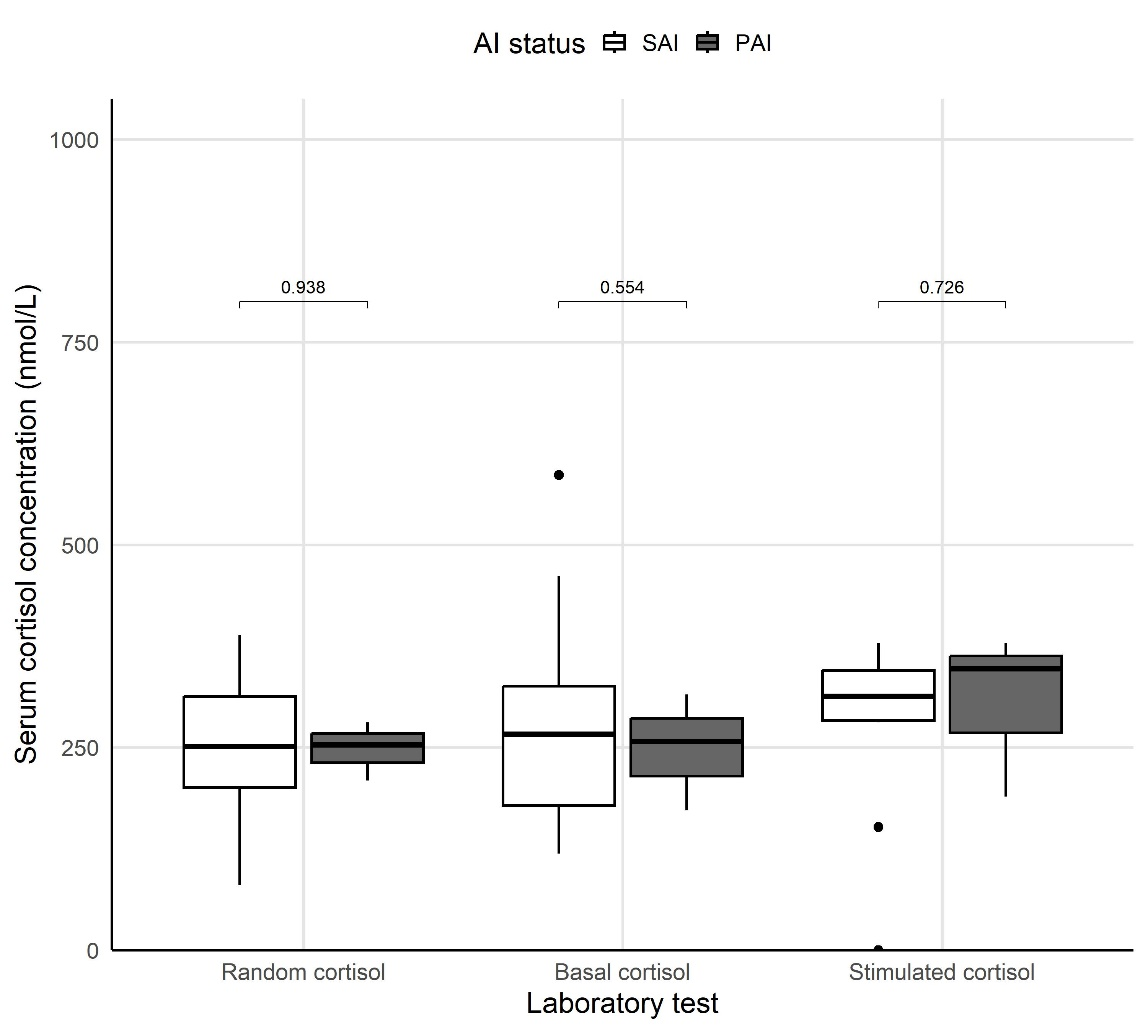 AI status SAI PAI
1000
750
500
250
0
Serum cortisol concentration (nmol/L)
0.938 0.554 0.726
Random cortisol Basal cortisol Stimulated cortisol
Laboratory test